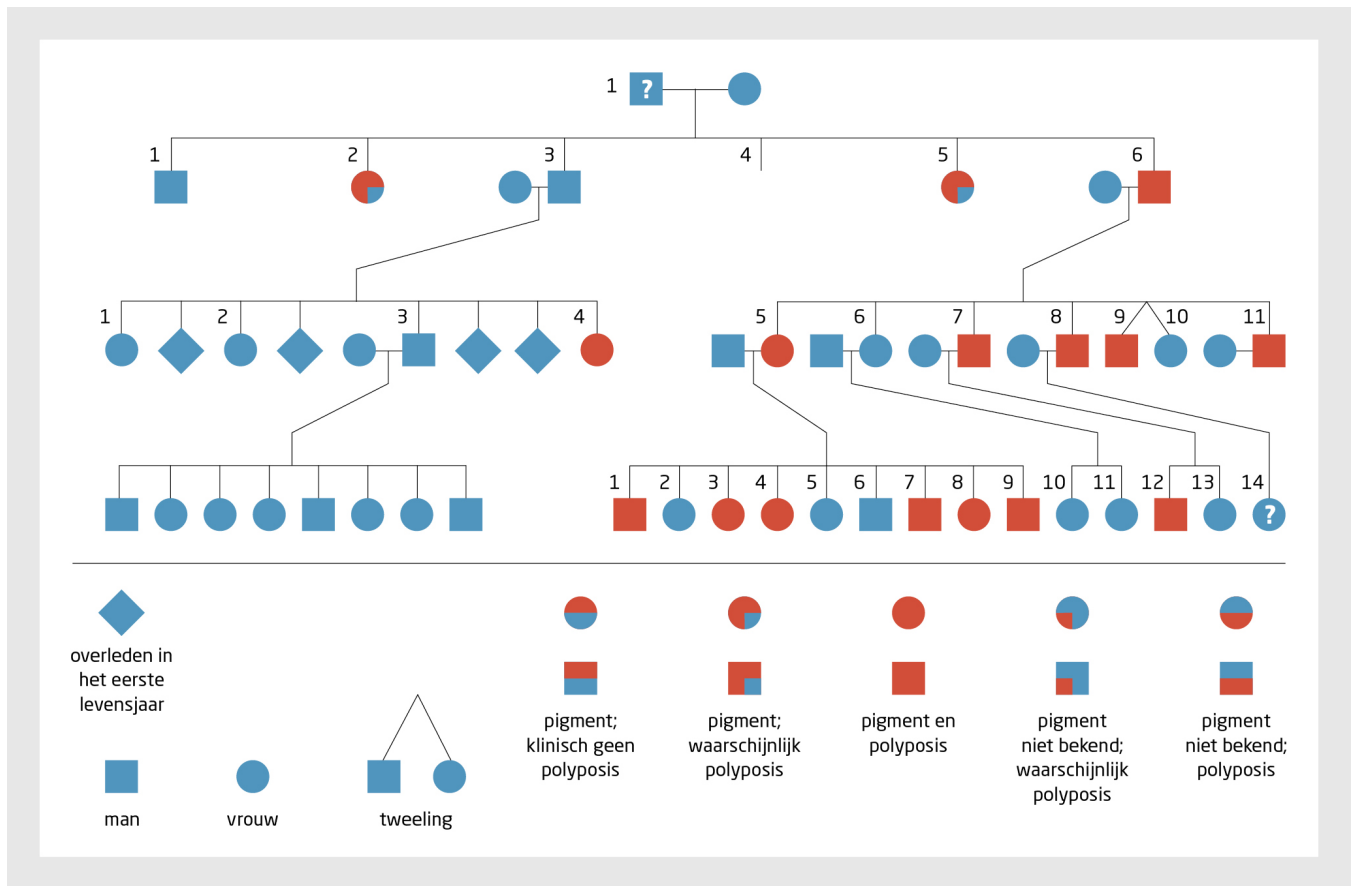 1 ?
1 2 3 4 5 6
1 2 3 4 5 6 7 8 9 10 11
1 2 3 4 5 6 7 8 9 10 11 12 13 14
?
overleden in
het eerste
levensjaar
pigment;
klinisch geen
polyposis
pigment;
waarschijnlijk
polyposis
pigment en
polyposis
pigment
niet bekend;
waarschijnlijk
polyposis
pigment
niet bekend;
polyposis
man
vrouw
tweeling